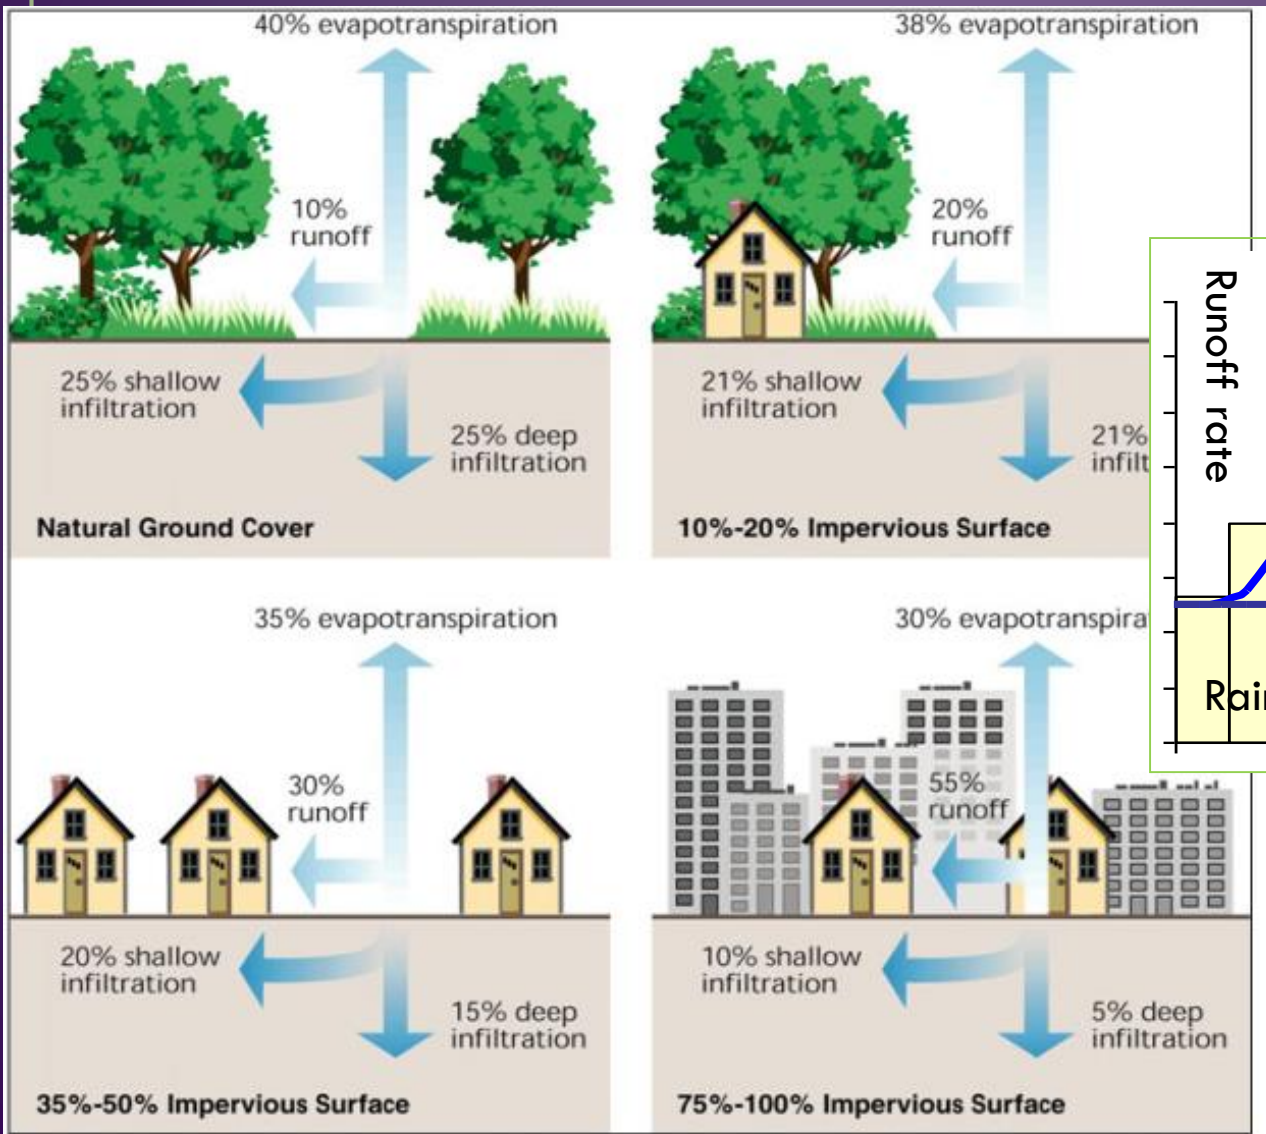 40% evapotranspiration
10%
runoff
25% shallow
infiltration
25% deep
infiltration
Natural Ground Cover
38% evapotranspiration
20%
runoff
21% shallow
infiltration
21%
10%-20% Impervious Surface
35% evapotranspiration
30%
runoff
20% shallow
infiltration
15% deep
infiltration
35%-50% Impervious Surface
30%
55%
runoff
10% shallow
infiltration
5% deep
infiltration
75%-100% Impervious Surface
Runoff rate